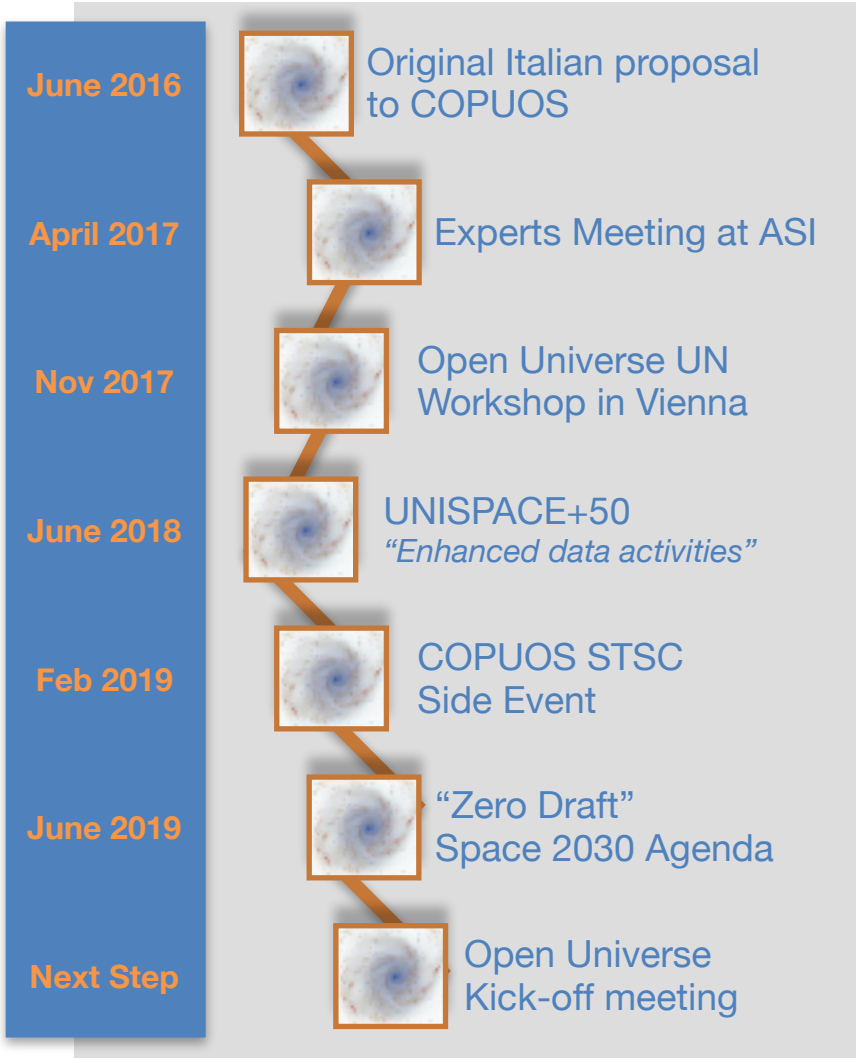 June 2016
Original Italian proposal
to COPUOS
April 2017
Experts Meeting at ASI
Nov 2017
Open Universe UN
Workshop in Vienna
June 2018
UNISPACE+50
“Enhanced data activities”
Feb 2019
COPUOS STSC
Side Event
June 2019
“Zero Draft”
Space 2030 Agenda
Next Step
Open Universe
Kick-off meeting